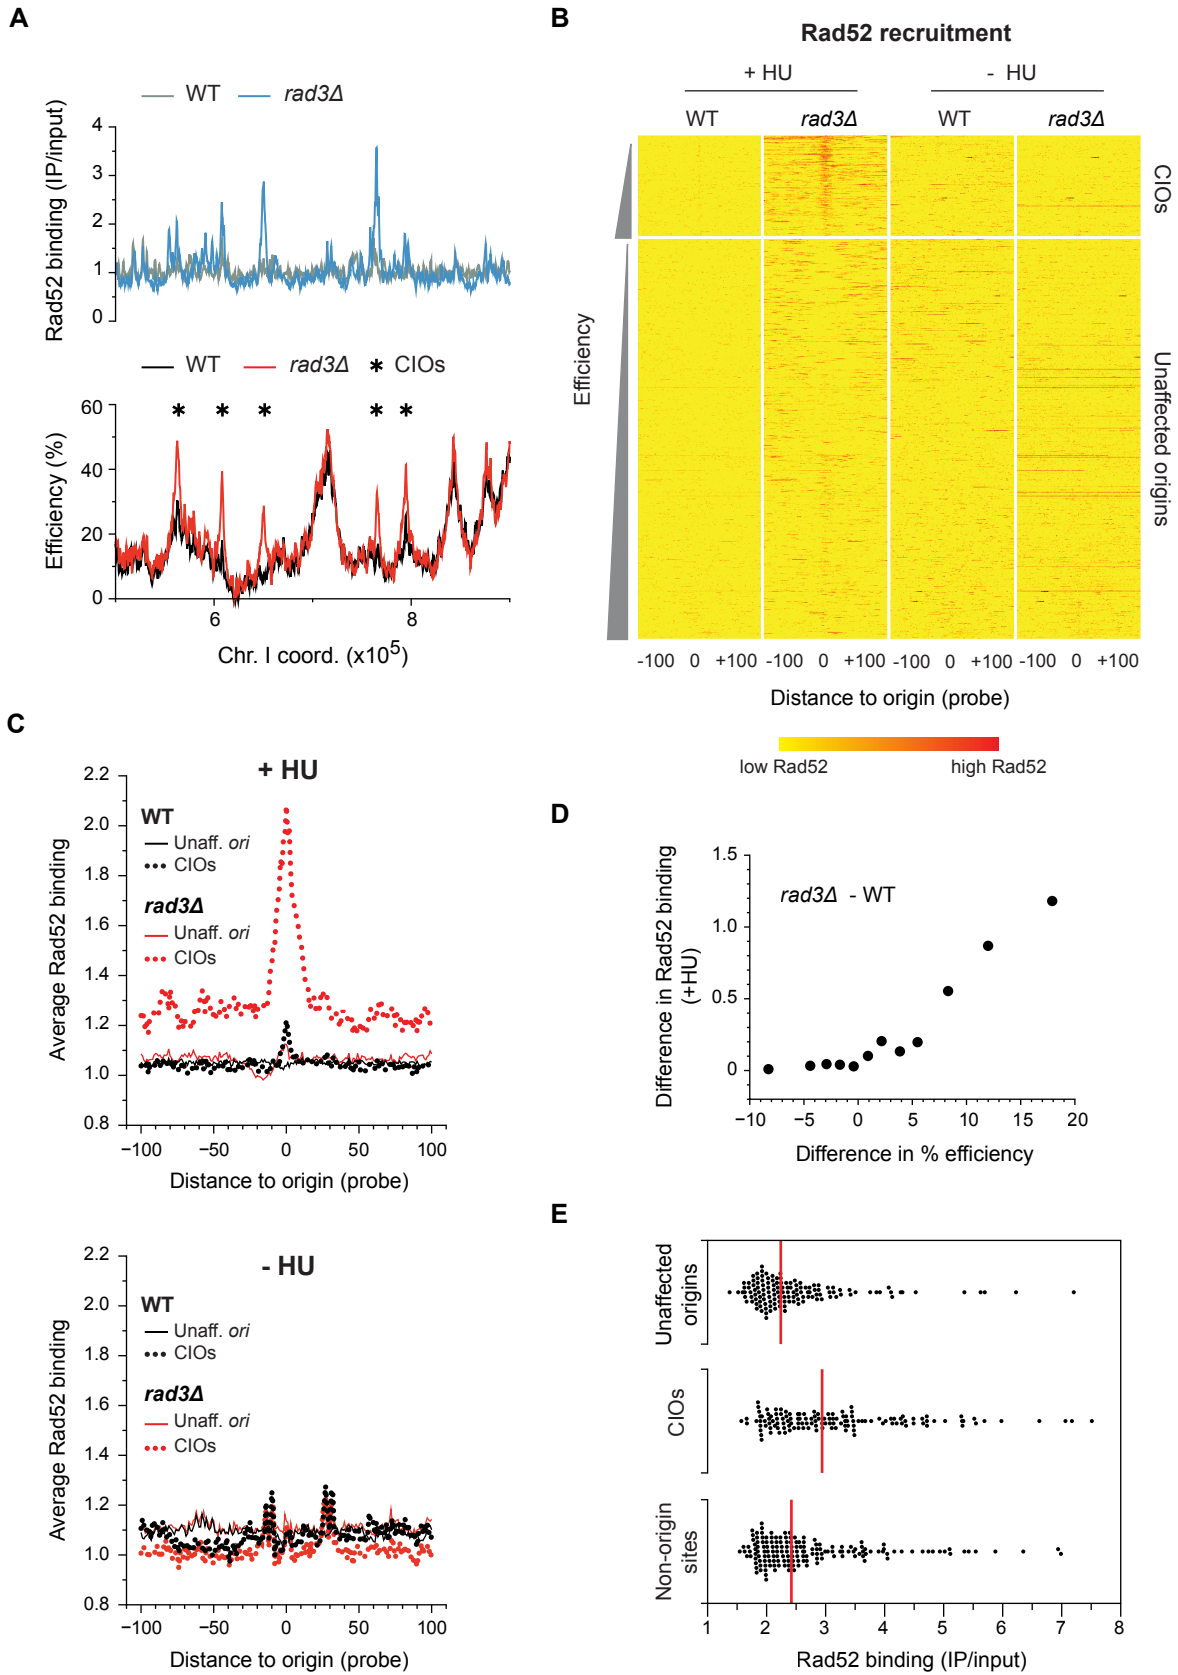 A
WT rad3Δ
Rad52 binding (IP/input)
4
3
2
1
0
WT rad3Δ * CIOs
Efficiency (%)
60
40
20
0
* * * * *
6 8
Chr. I coord. (x10⁵)
B
Rad52 recruitment
+ HU - HU
WT rad3Δ WT rad3Δ
CIOs
Unaffected origins
Efficiency
-100 0 +100 -100 0 +100 -100 0 +100 -100 0 +100
Distance to origin (probe)
low Rad52 high Rad52
C
+ HU
Average Rad52 binding
2.2
2.0
1.8
1.6
1.4
1.2
1.0
0.8
WT
Unaff. ori
CIOs
rad3Δ
Unaff. ori
CIOs
−100 −50 0 50 100
Distance to origin (probe)
- HU
Average Rad52 binding
2.2
2.0
1.8
1.6
1.4
1.2
1.0
0.8
WT
Unaff. ori
CIOs
rad3Δ
Unaff. ori
CIOs
−100 −50 0 50 100
Distance to origin (probe)
D
Difference in Rad52 binding
(+HU)
1.5
1.0
0.5
0
rad3Δ - WT
−10 −5 0 5 10 15 20
Difference in % efficiency
E
Unaffected
origins
CIOs
Non-origin
sites
1 2 3 4 5 6 7 8
Rad52 binding (IP/input)